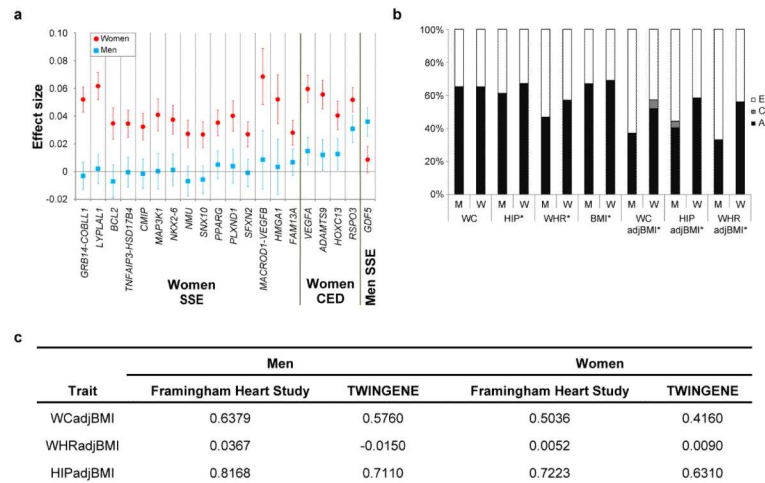 a
0.10
0.08
0.06
0.04
0.02
0
-0.02
Effect size
Women
Men
GRB14-COBLL1
LYPLAL1
BCL2
TNFAIP3-HSD17B4
CMIP
MAP3K1
NKX2-6
NMU
SNX10
PPARG
PLXND1
SFXN2
MACROD1-VEGFB
HMGA1
FAM13A
VEGFA
ADAMTS9
HOXC13
RSPO3
GDF5
Women
SSE
Women
CED
Men SSE
b
100%
80%
60%
40%
20%
0%
E
C
A
M W M W M W M W M W M W M W
WC HIP* WHR* BMI* WC HIP WHR
adjBMI* adjBMI* adjBMI*
c
Men Women
Trait Framingham Heart Study TWINGENE Framingham Heart Study TWINGENE
WCadjBMI 0.6379 0.5760 0.5036 0.4160
WHRadjBMI 0.0367 -0.0150 0.0052 0.0090
HIPadjBMI 0.8168 0.7110 0.7223 0.6310